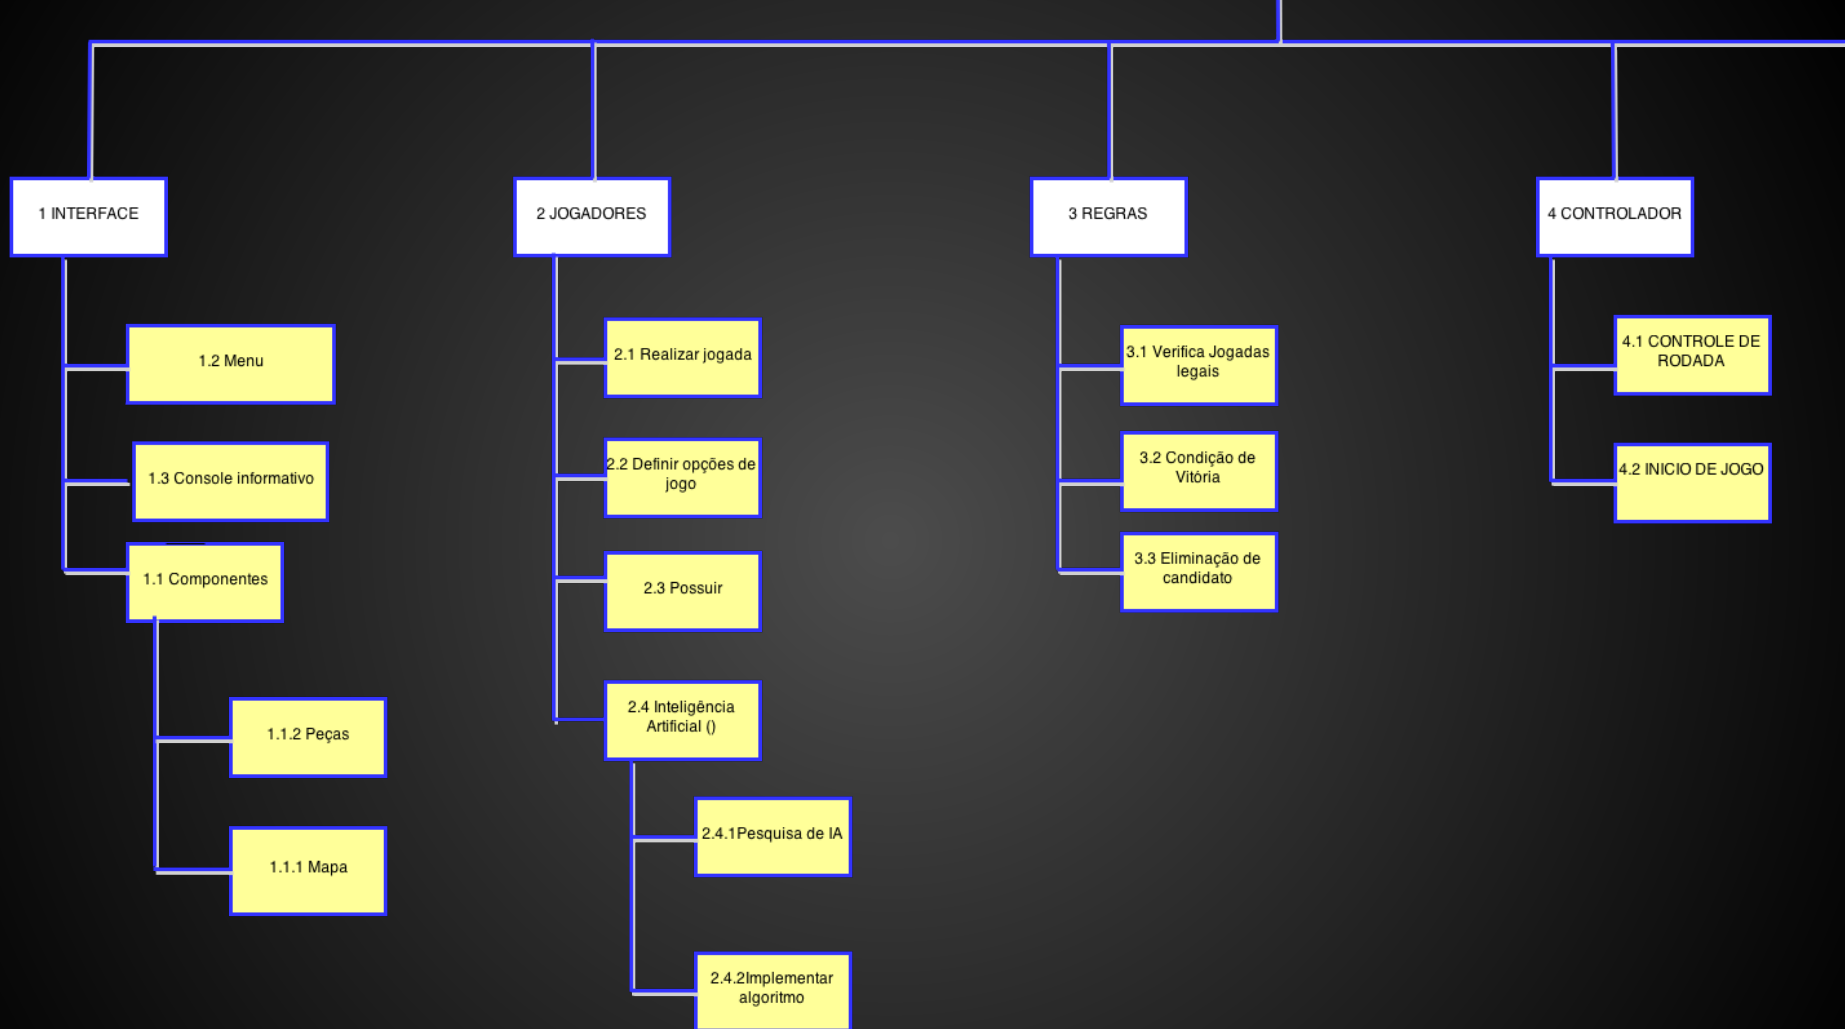 1 INTERFACE
2 JOGADORES
3 REGRAS
4 CONTROLADOR
1.2 Menu
1.3 Console informativo
1.1 Componentes
1.1.2 Peças
1.1.1 Mapa
2.1 Realizar jogada
2.2 Definir opções de
jogo
2.3 Possuir
2.4 Inteligência
Artificial ()
2.4.1Pesquisa de IA
2.4.2Implementar
algoritmo
3.1 Verifica Jogadas
legais
3.2 Condição de
Vitória
3.3 Eliminação de
candidato
4.1 CONTROLE DE
RODADA
4.2 INICIO DE JOGO